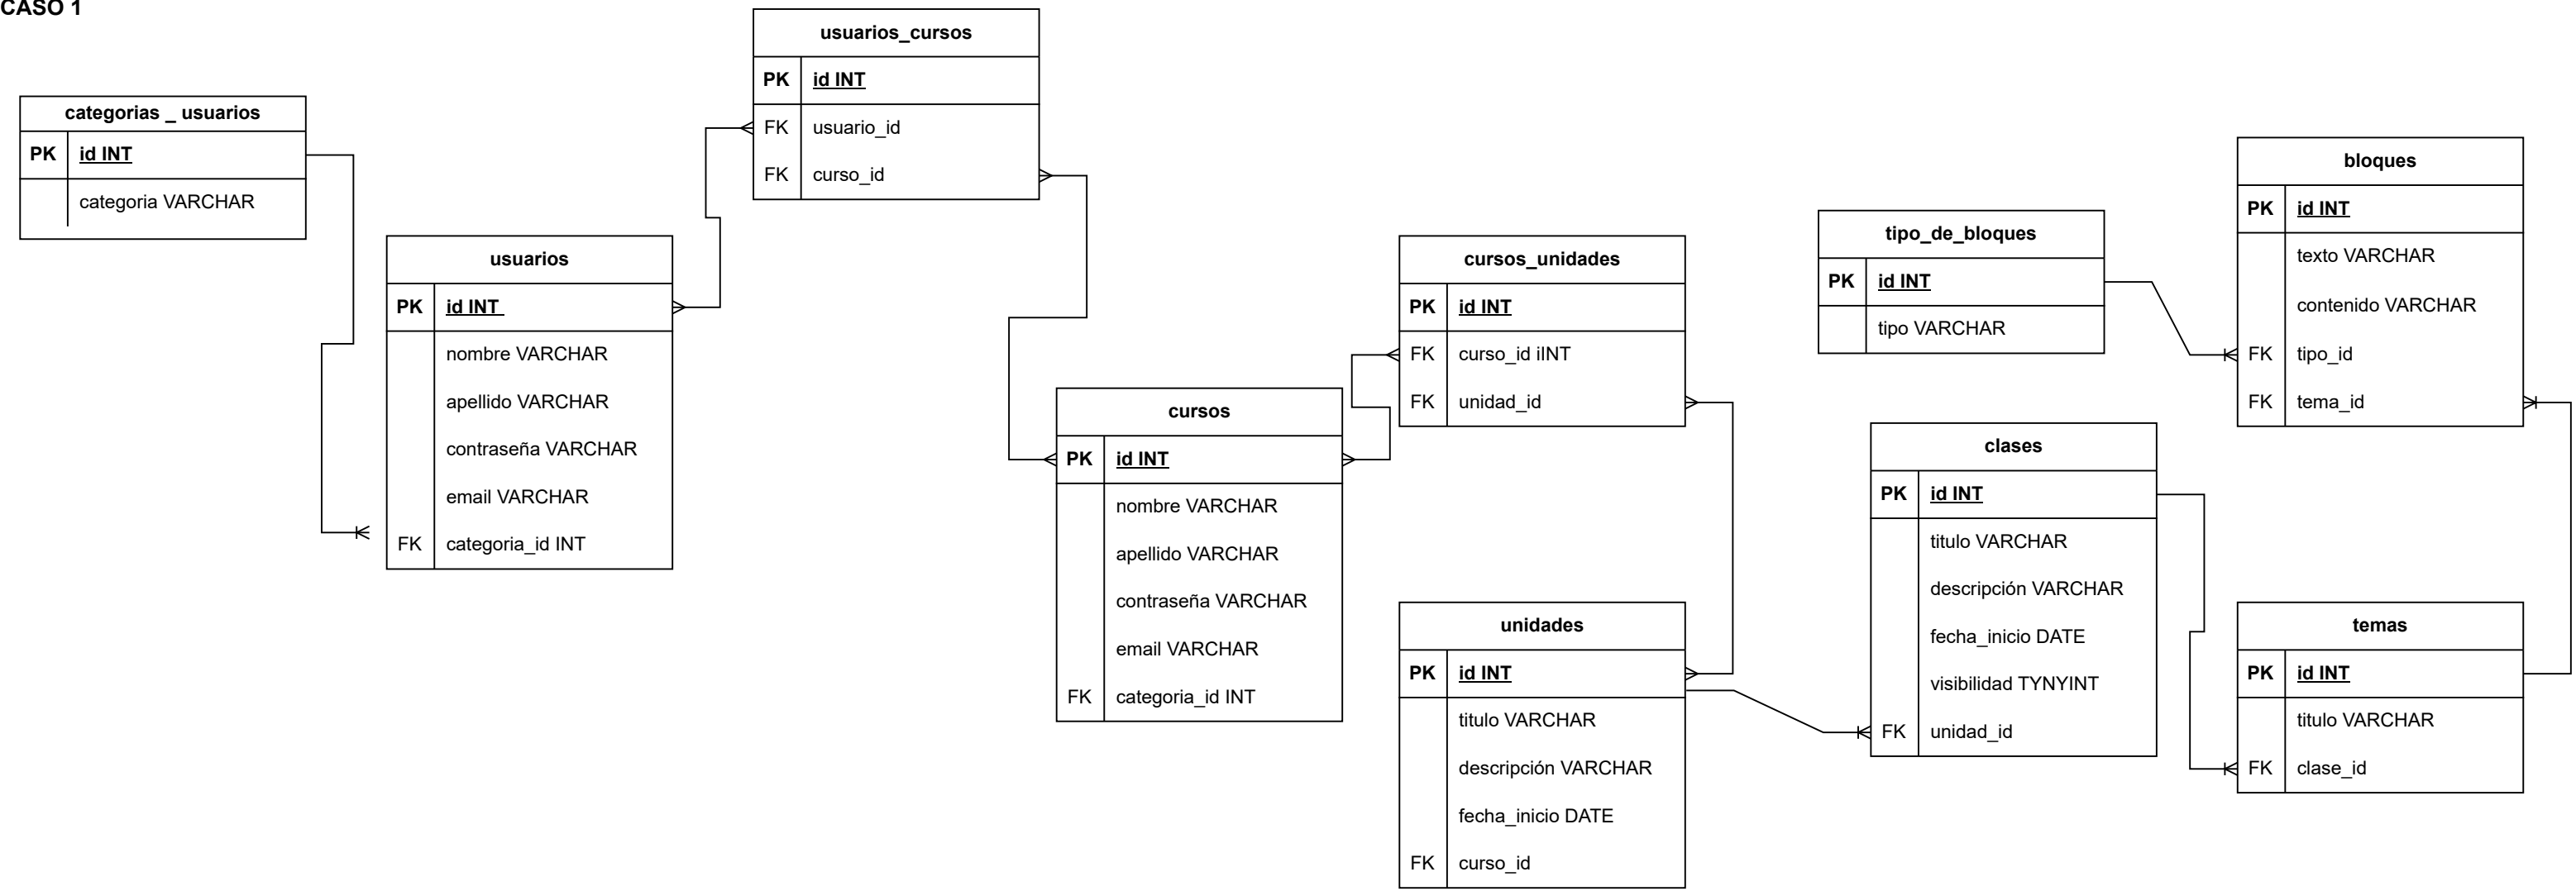 CASO 1
categorias _ usuarios
PK id INT
categoria VARCHAR
usuarios
PK id INT
nombre VARCHAR
apellido VARCHAR
contraseña VARCHAR
email VARCHAR
FK categoria_id INT
usuarios_cursos
PK id INT
FK usuario_id
FK curso_id
cursos
PK id INT
nombre VARCHAR
apellido VARCHAR
contraseña VARCHAR
email VARCHAR
FK categoria_id INT
cursos_unidades
PK id INT
FK curso_id iINT
FK unidad_id
unidades
PK id INT
titulo VARCHAR
descripción VARCHAR
fecha_inicio DATE
FK curso_id
tipo_de_bloques
PK id INT
tipo VARCHAR
clases
PK id INT
titulo VARCHAR
descripción VARCHAR
fecha_inicio DATE
visibilidad TYNYINT
FK unidad_id
bloques
PK id INT
texto VARCHAR
contenido VARCHAR
FK tipo_id
FK tema_id
temas
PK id INT
titulo VARCHAR
FK clase_id